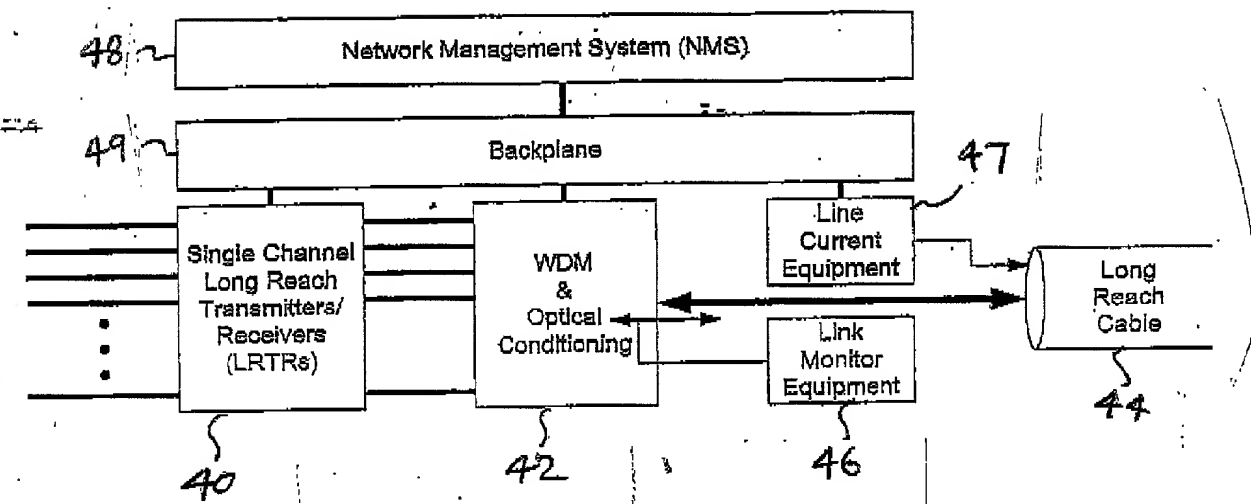 48
Network Management System (NMS)
49
Backplane
47
Single Channel
Long Reach
Transmitters/
Receivers
(LRTRs)
WDM
&
Optical
Conditioning
Line
Current
Equipment
Link
Monitor
Equipment
Long
Reach
Cable
40
42
46
44